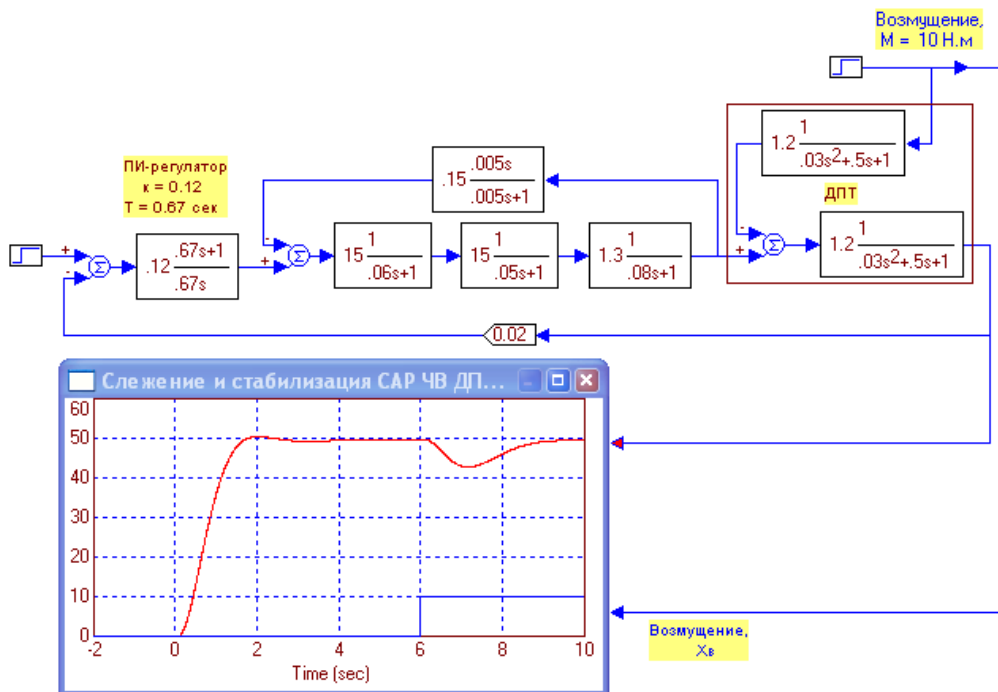 Возмущение,
М = 10 Н.м
1.2 1
.03s²+.5s+1
ПИ-регулятор
к = 0.12
Т = 0.67 сек
.15 .005s
.005s+1
ДПТ
+
-
Σ
.12 .67s+1
.67s
-
+
Σ
15 1
.06s+1
15 1
.05s+1
1.3 1
.08s+1
-
+
Σ
1.2 1
.03s²+.5s+1
0.02
Слежение и стабилизация САР ЧВ ДП...
60
50
40
30
20
10
0
-2 0 2 4 6 8 10
Time (sec)
Возмущение,
Хв